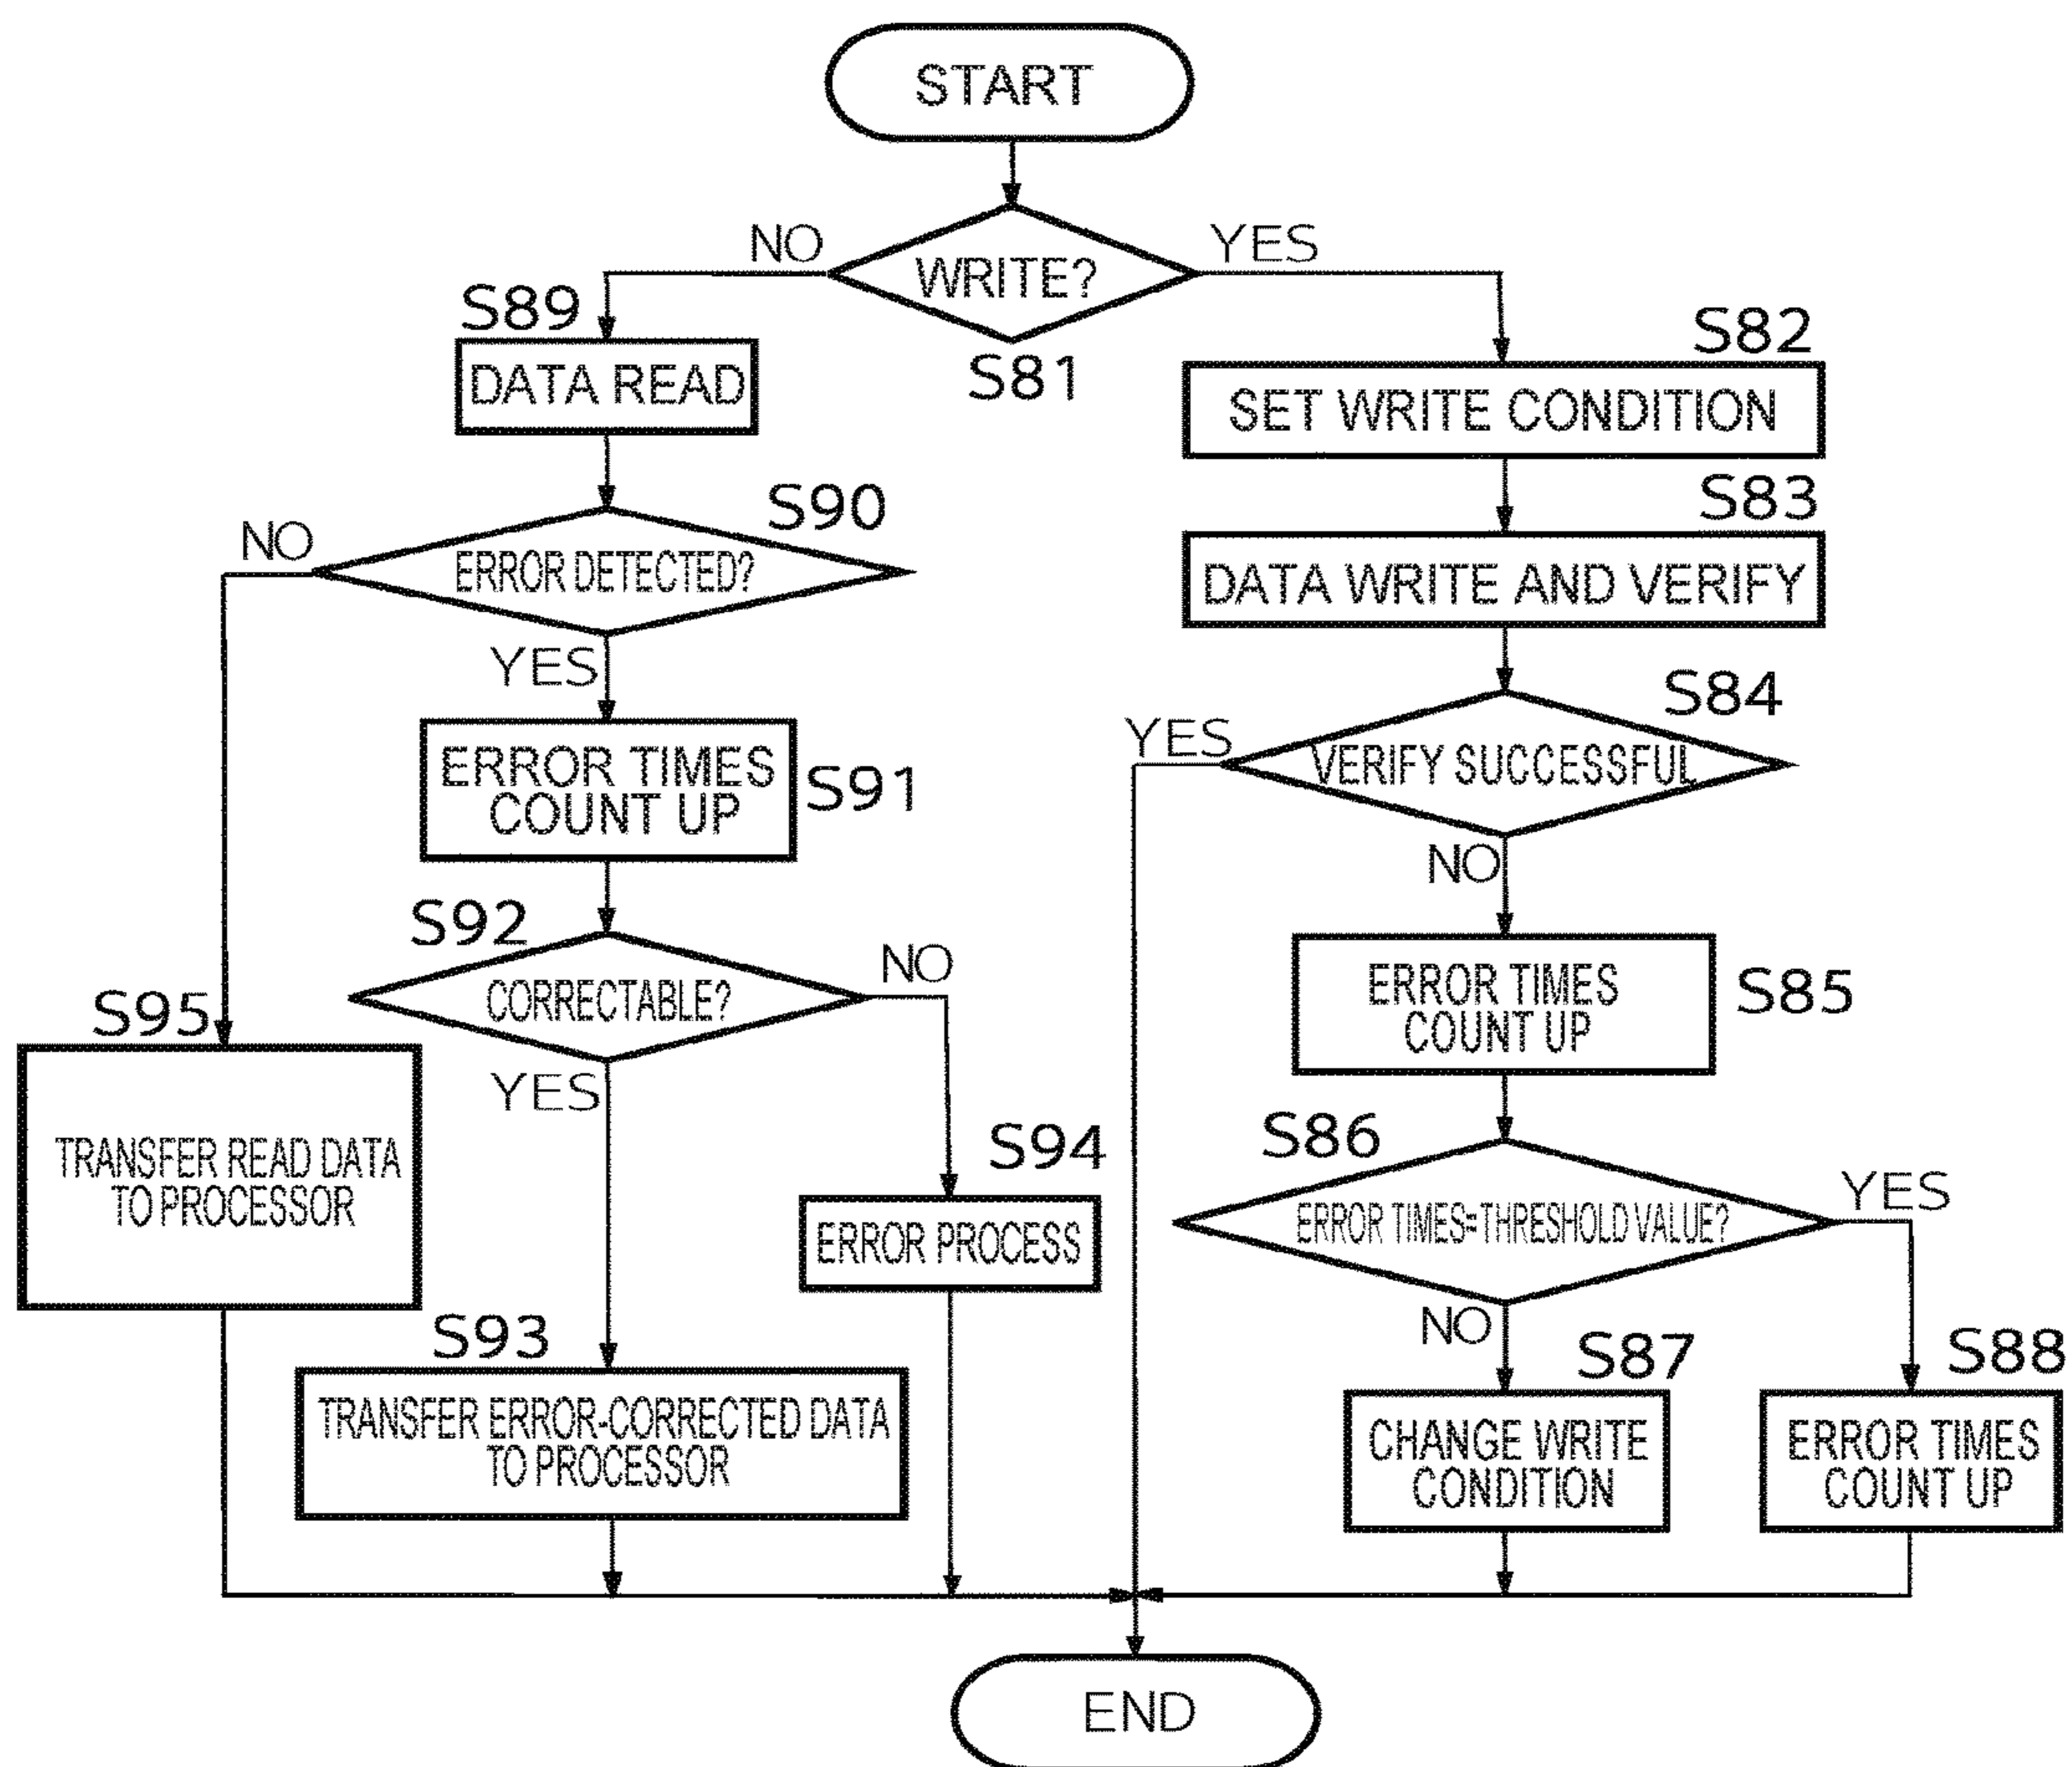 START
NO
YES
WRITE?
S81
S89
DATA READ
S82
SET WRITE CONDITION
S90
NO
ERROR DETECTED?
YES
S83
DATA WRITE AND VERIFY
S84
YES
VERIFY SUCCESSFUL
NO
ERROR TIMES
COUNT UP
S91
S92
CORRECTABLE?
NO
YES
ERROR TIMES
COUNT UP
S85
S95
TRANSFER READ DATA
TO PROCESSOR
S94
ERROR PROCESS
S86
ERROR TIMES=THRESHOLD VALUE?
YES
NO
S93
TRANSFER ERROR-CORRECTED DATA
TO PROCESSOR
S87
CHANGE WRITE
CONDITION
S88
ERROR TIMES
COUNT UP
END